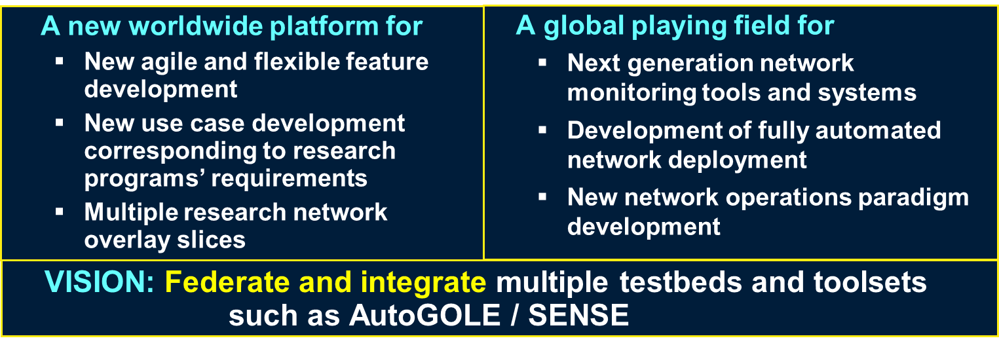 A new worldwide platform for
▪ New agile and flexible feature
development
▪ New use case development
corresponding to research
programs’ requirements
▪ Multiple research network
overlay slices
A global playing field for
▪ Next generation network
monitoring tools and systems
▪ Development of fully automated
network deployment
▪ New network operations paradigm
development
VISION: Federate and integrate multiple testbeds and toolsets
such as AutoGOLE / SENSE